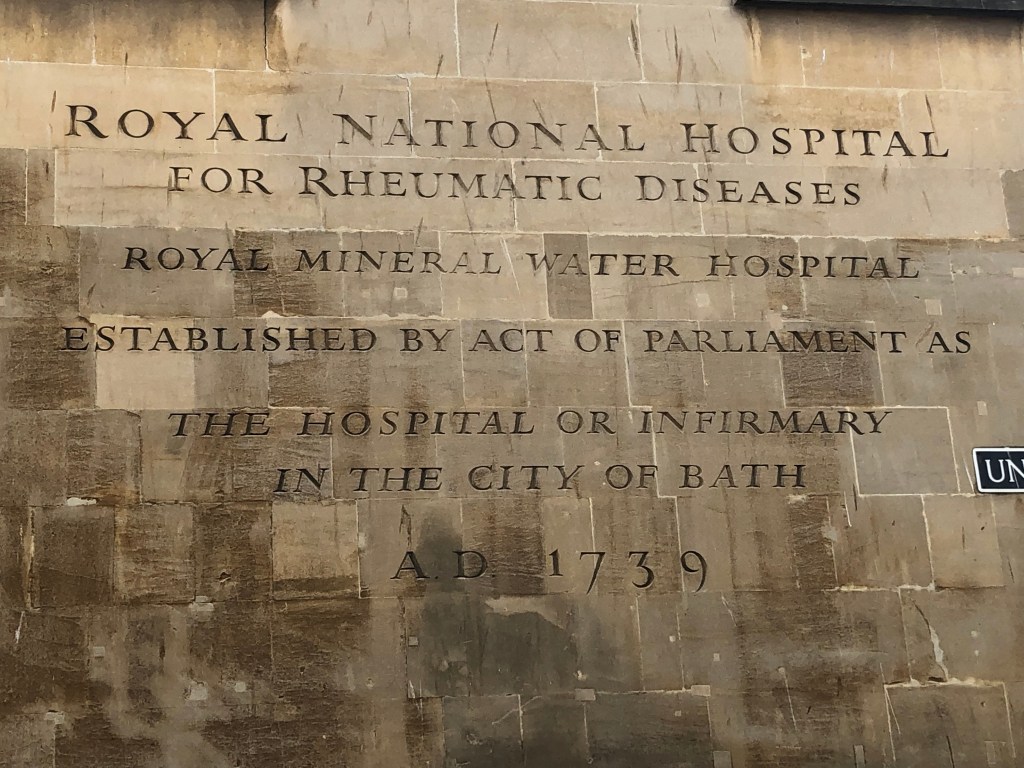 ROYAL NATIONAL HOSPITAL
FOR RHEUMATIC DISEASES
ROYAL MINERAL WATER HOSPITAL
ESTABLISHED BY ACT OF PARLIAMENT AS
THE HOSPITAL OR INFIRMARY
IN THE CITY OF BATH
A.D. 1739
UN